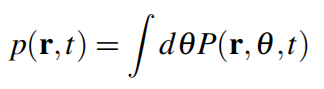 p(r,t) = ∫ dθP(r,θ,t)